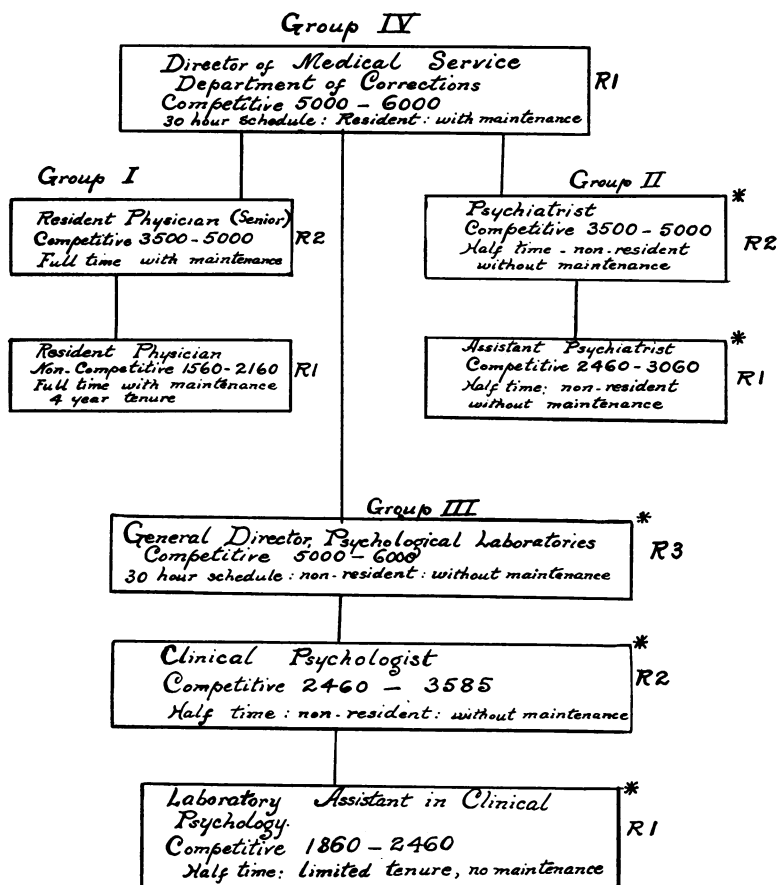 Group IV
Director of Medical Service
Department of Corrections
Competitive 5000 - 6000
30 hour schedule : Resident : with maintenance
R1
Group I
Resident Physician (Senior)
Competitive 3500 - 5000
Full time with maintenance
R2
Group II
*
Psychiatrist
Competitive 3500 - 5000
Half time - non-resident
without maintenance
R2
Resident Physician
Non-Competitive 1560-2160
Full time with maintenance
4 year tenure
R1
*
Assistant Psychiatrist
Competitive 2460 - 3060
Half time: non-resident
without maintenance
R1
Group III
*
General Director, Psychological Laboratories
Competitive 5000 - 6000
30 hour schedule : non-resident : without maintenance
R3
*
Clinical Psychologist
Competitive 2460 - 3585
Half time : non-resident : without maintenance
R2
*
Laboratory Assistant in Clinical
Psychology.
Competitive 1860 - 2460
Half time: limited tenure, no maintenance
R1